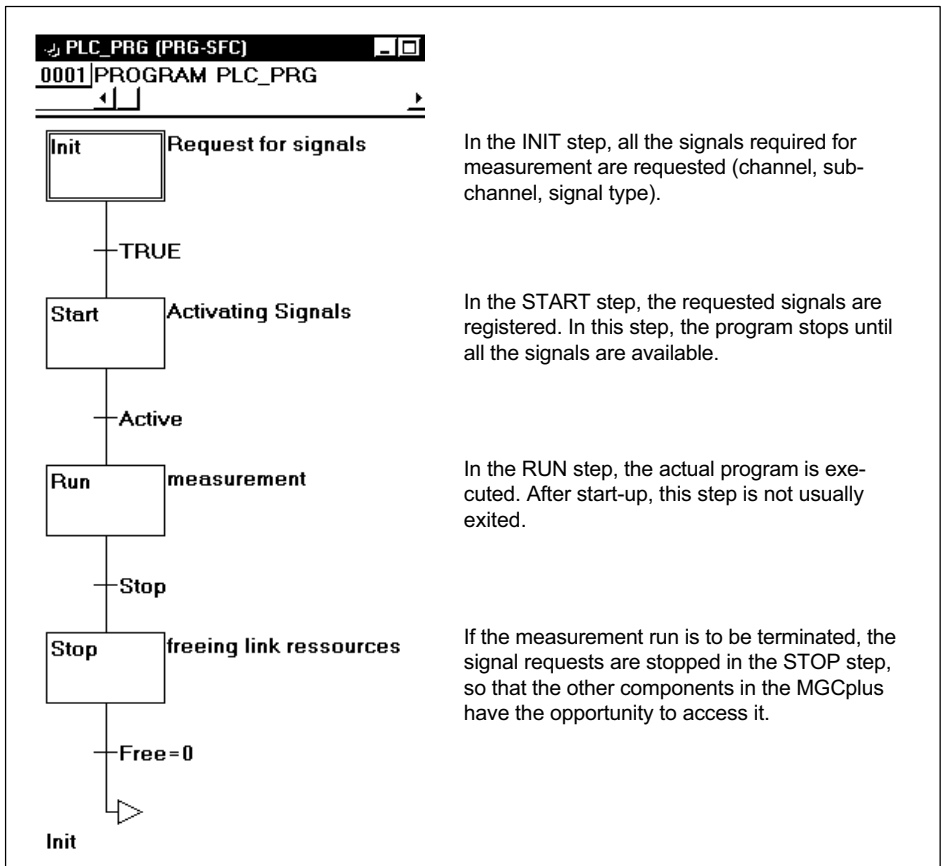 PLC_PRG (PRG-SFC)
0001 PROGRAM PLC_PRG
Init
Request for signals
In the INIT step, all the signals required for
measurement are requested (channel, sub-
channel, signal type).
TRUE
Start
Activating Signals
In the START step, the requested signals are
registered. In this step, the program stops until
all the signals are available.
Active
Run
measurement
In the RUN step, the actual program is exe-
cuted. After start-up, this step is not usually
exited.
Stop
Stop
freeing link ressources
If the measurement run is to be terminated, the
signal requests are stopped in the STOP step,
so that the other components in the MGCplus
have the opportunity to access it.
Free=0
Init